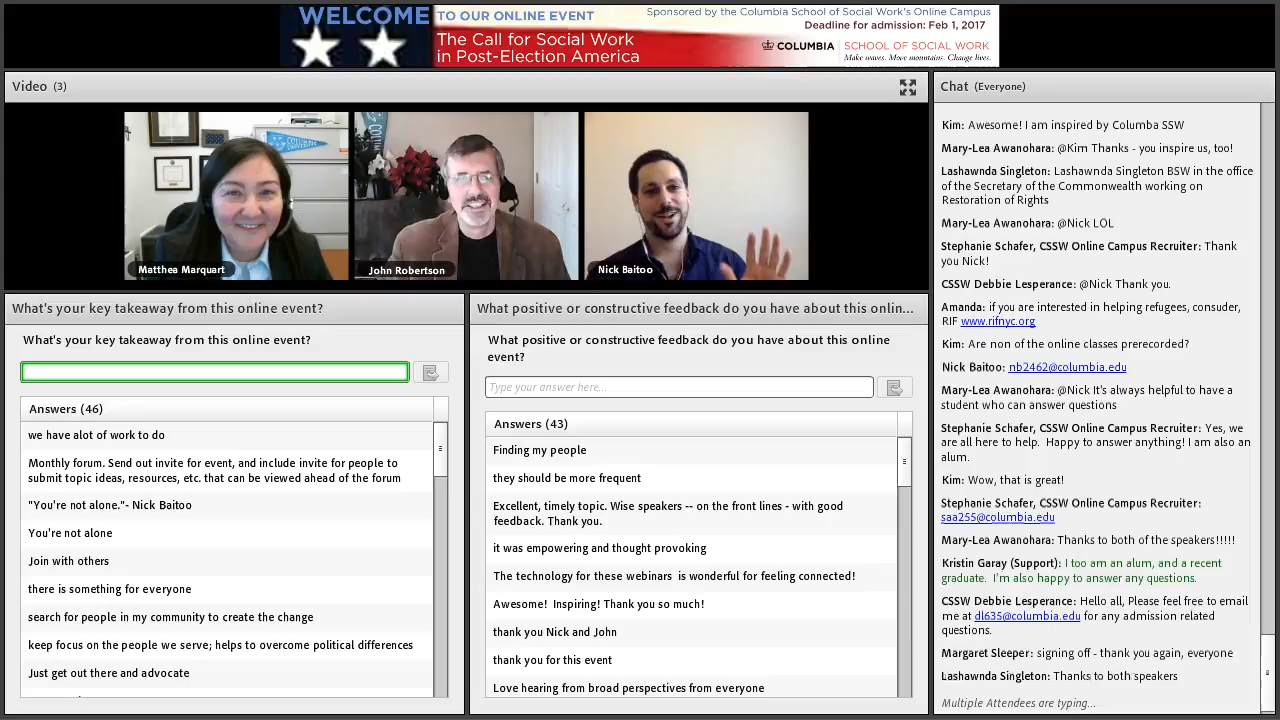 WELCOME TO OUR ONLINE EVENT
The Call for Social Work
in Post-Election America
Sponsored by the Columbia School of Social Work's Online Campus
Deadline for admission: Feb 1, 2017
COLUMBIA | SCHOOL OF SOCIAL WORK
Make waves. Move mountains. Change lives.
Video (3)
Matthea Marquart
John Robertson
Nick Baitoo
What's your key takeaway from this online event?
What's your key takeaway from this online event?
Answers (46)
we have alot of work to do
Monthly forum. Send out invite for event, and include invite for people to
submit topic ideas, resources, etc. that can be viewed ahead of the forum
"You're not alone."- Nick Baitoo
You're not alone
Join with others
there is something for everyone
search for people in my community to create the change
keep focus on the people we serve; helps to overcome political differences
Just get out there and advocate
What positive or constructive feedback do you have about this onlin...
What positive or constructive feedback do you have about this online
event?
Type your answer here...
Answers (43)
Finding my people
they should be more frequent
Excellent, timely topic. Wise speakers -- on the front lines - with good
feedback. Thank you.
it was empowering and thought provoking
The technology for these webinars is wonderful for feeling connected!
Awesome! Inspiring! Thank you so much!
thank you Nick and John
thank you for this event
Love hearing from broad perspectives from everyone
Chat (Everyone)
Kim: Awesome! I am inspired by Columba SSW
Mary-Lea Awanohara: @Kim Thanks - you inspire us, too!
Lashawnda Singleton: Lashawnda Singleton BSW in the office
of the Secretary of the Commonwealth working on
Restoration of Rights
Mary-Lea Awanohara: @Nick LOL
Stephanie Schafer, CSSW Online Campus Recruiter: Thank
you Nick!
CSSW Debbie Lesperance: @Nick Thank you.
Amanda: if you are interested in helping refugees, consuder,
RIF www.rifnyc.org
Kim: Are non of the online classes prerecorded?
Nick Baitoo: nb2462@columbia.edu
Mary-Lea Awanohara: @Nick It's always helpful to have a
student who can answer questions
Stephanie Schafer, CSSW Online Campus Recruiter: Yes, we
are all here to help. Happy to answer anything! I am also an
alum.
Kim: Wow, that is great!
Stephanie Schafer, CSSW Online Campus Recruiter:
saa255@columbia.edu
Mary-Lea Awanohara: Thanks to both of the speakers!!!!!
Kristin Garay (Support): I too am an alum, and a recent
graduate. I'm also happy to answer any questions.
CSSW Debbie Lesperance: Hello all, Please feel free to email
me at dl635@columbia.edu for any admission related
questions.
Margaret Sleeper: signing off - thank you again, everyone
Lashawnda Singleton: Thanks to both speakers
Multiple Attendees are typing...